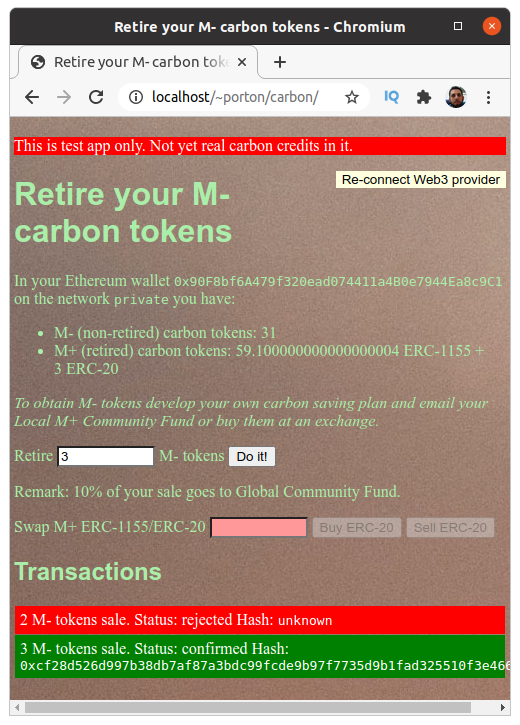 Retire your M- carbon tokens - Chromium
Retire your M- carbon toke
localhost/~porton/carbon/
IQ
This is test app only. Not yet real carbon credits in it.
Re-connect Web3 provider
Retire your M-
carbon tokens
In your Ethereum wallet 0x90F8bf6A479f320ead074411a4B0e7944Ea8c9C1
on the network private you have:
• M- (non-retired) carbon tokens: 31
• M+ (retired) carbon tokens: 59.100000000000000004 ERC-1155 +
3 ERC-20
To obtain M- tokens develop your own carbon saving plan and email your
Local M+ Community Fund or buy them at an exchange.
Retire 3 M- tokens Do it!
Remark: 10% of your sale goes to Global Community Fund.
Swap M+ ERC-1155/ERC-20 Buy ERC-20 Sell ERC-20
Transactions
2 M- tokens sale. Status: rejected Hash: unknown
3 M- tokens sale. Status: confirmed Hash:
0xcf28d526d997b38db7af87a3bdc99fcde9b97f7735d9b1fad325510f3e466